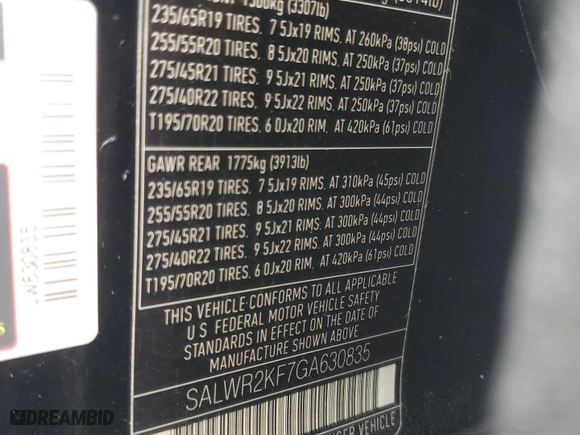 1500kg (3307lb)
235/65R19 TIRES. 7 5Jx19 RIMS. AT 260kPa (38psi) COLD
255/55R20 TIRES. 8 5Jx20 RIMS. AT 250kPa (37psi) COLD
275/45R21 TIRES. 9 5Jx21 RIMS. AT 250kPa (37psi) COLD
275/40R22 TIRES. 9 5Jx22 RIMS. AT 250kPa (37psi) COLD
T195/70R20 TIRES. 6 0Jx20 RIM. AT 420kPa (61psi) COLD
GAWR REAR 1775kg (3913lb)
235/65R19 TIRES. 7 5Jx19 RIMS. AT 310kPa (45psi) COLD
255/55R20 TIRES. 8 5Jx20 RIMS. AT 300kPa (44psi) COLD
275/45R21 TIRES. 9 5Jx21 RIMS. AT 300kPa (44psi) COLD
275/40R22 TIRES. 9 5Jx22 RIMS. AT 300kPa (44psi) COLD
T195/70R20 TIRES. 6 0Jx20 RIM. AT 420kPa (61psi) COLD
THIS VEHICLE CONFORMS TO ALL APPLICABLE
U S FEDERAL MOTOR VEHICLE SAFETY
STANDARDS IN EFFECT ON THE DATE OF
MANUFACTURE SHOWN ABOVE
SALWR2KF7GA630835
VEHICLE
DREAMBID